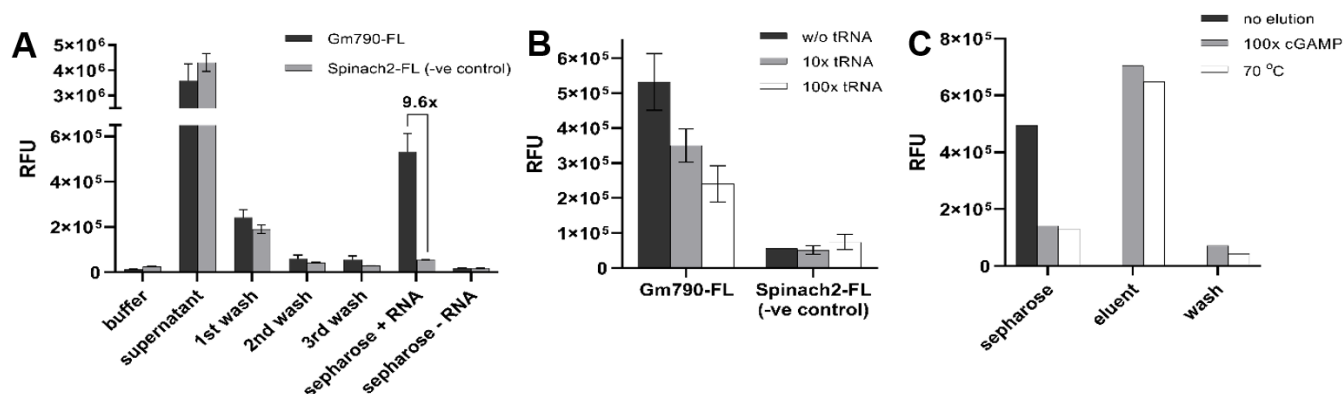 A
Gm790-FL
Spinach2-FL (-ve control)
RFU
5×10⁶
4×10⁶
3×10⁶
6×10⁵
4×10⁵
2×10⁵
0
9.6x
buffer
supernatant
1st wash
2nd wash
3rd wash
sepharose + RNA
sepharose - RNA
B
w/o tRNA
10x tRNA
100x tRNA
RFU
6×10⁵
5×10⁵
4×10⁵
3×10⁵
2×10⁵
1×10⁵
0
Gm790-FL
Spinach2-FL
(-ve control)
C
no elution
100x cGAMP
70 °C
RFU
8×10⁵
6×10⁵
4×10⁵
2×10⁵
0
sepharose
eluent
wash